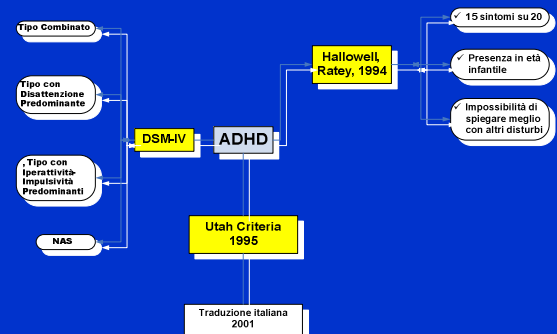 Tipo Combinato
Tipo con
Disattenzione
Predominante
, Tipo con
Iperattività-
Impulsività
Predominanti
NAS
DSM-IV
ADHD
Hallowell,
Ratey, 1994
✓ 15 sintomi su 20
✓ Presenza in età
infantile
✓ Impossibilità di
spiegare meglio
con altri disturbi
Utah Criteria
1995
Traduzione italiana
2001